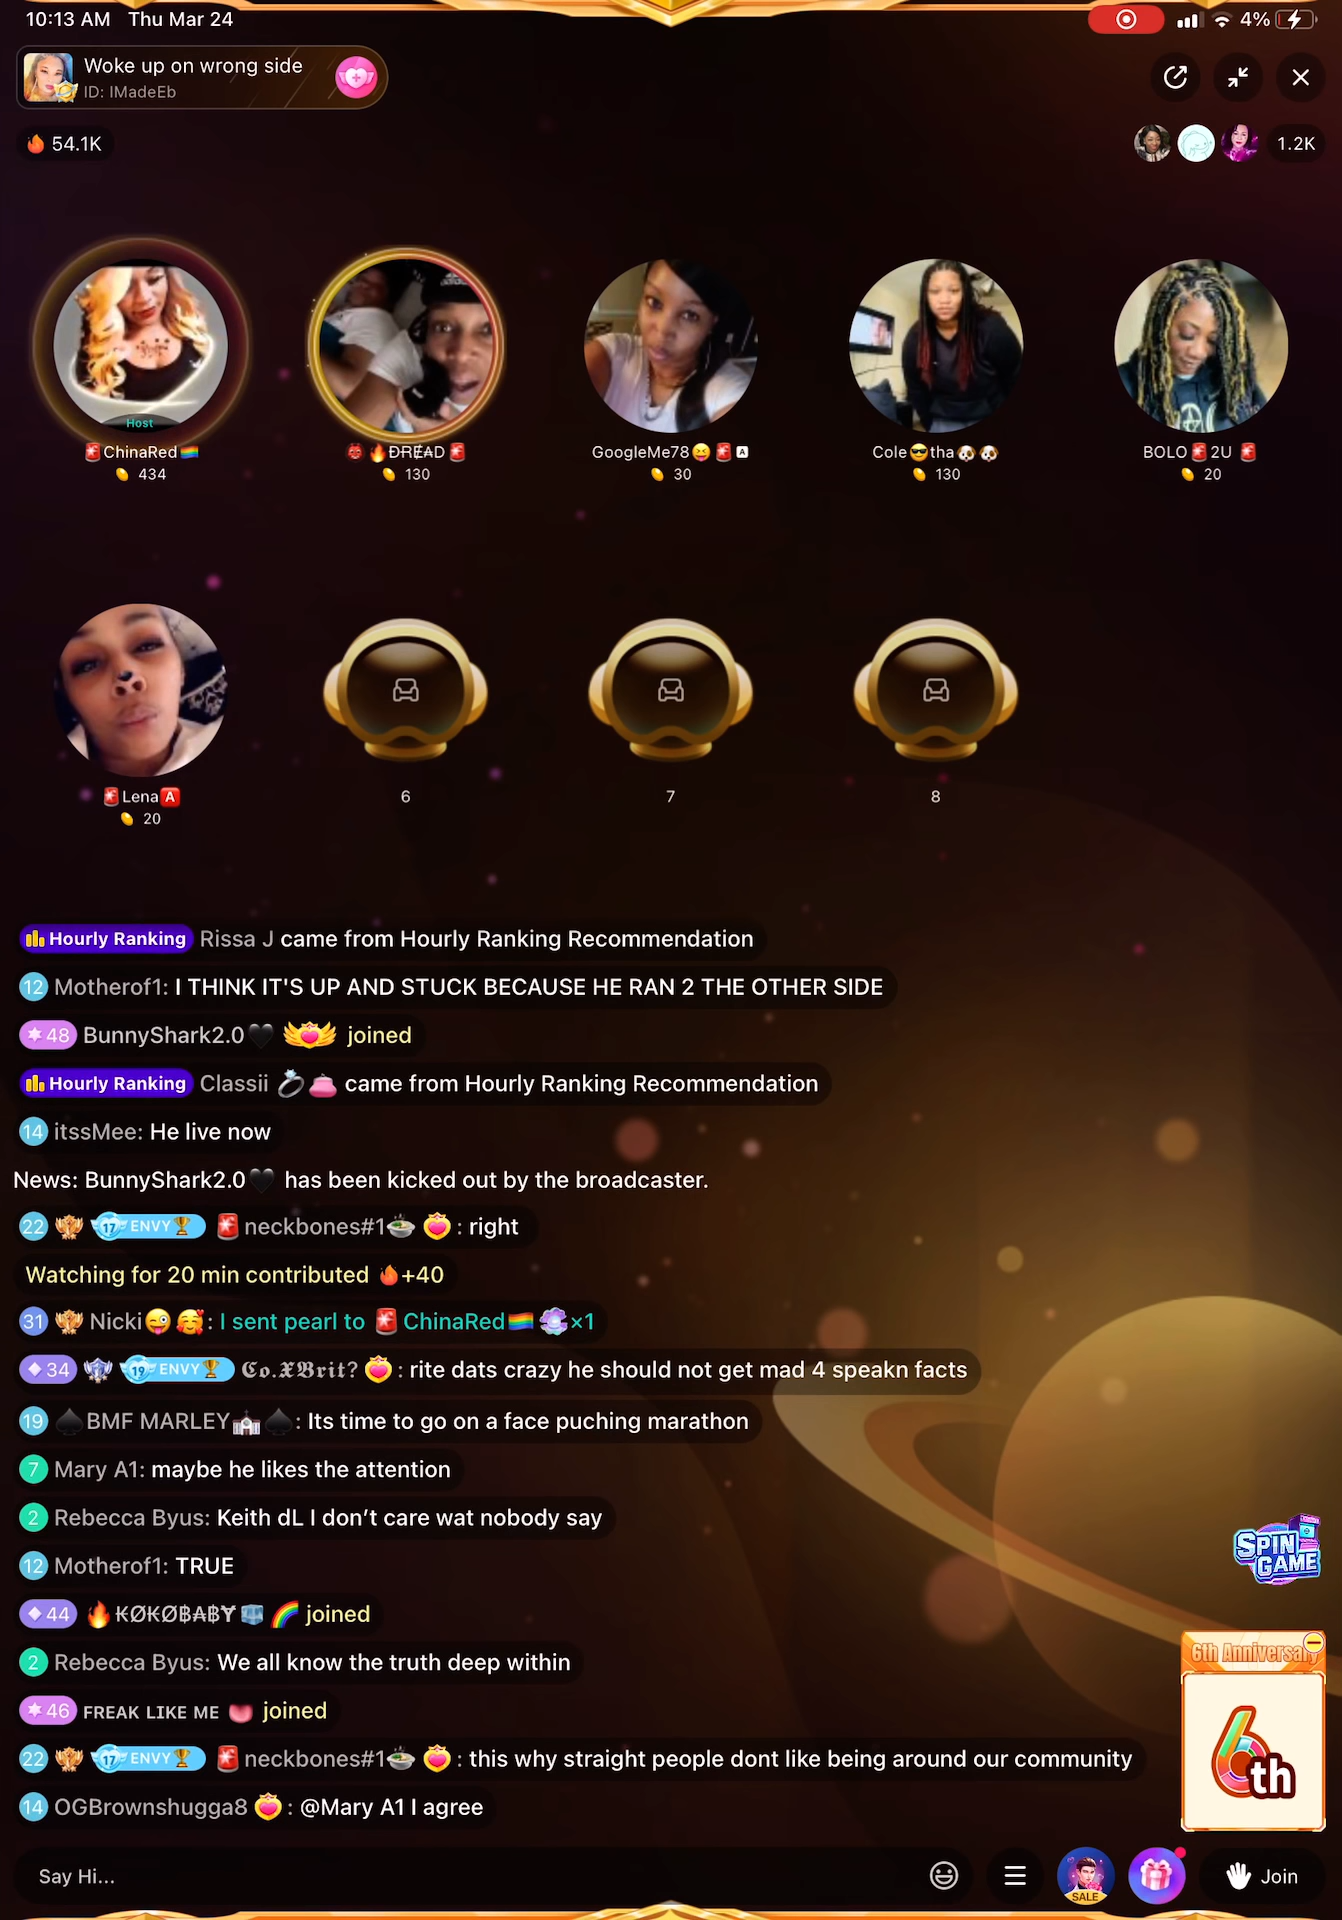 10:13 AM Thu Mar 24
4%
Woke up on wrong side
ID: IMadeEb
54.1K
1.2K
Host
🚨ChinaRed🏳️‍🌈
434
👹🔥ĐRɆ₳D🚨
130
GoogleMe78😝🚨🅰
30
Cole😎tha🐶🐶
130
BOLO🚨2U 🚨
20
🚨Lena🅰
20
6
7
8
Hourly Ranking Rissa J came from Hourly Ranking Recommendation
12 Motherof1: I THINK IT'S UP AND STUCK BECAUSE HE RAN 2 THE OTHER SIDE
48 BunnyShark2.0🖤 joined
Hourly Ranking Classii 💍👛 came from Hourly Ranking Recommendation
14 itssMee: He live now
News: BunnyShark2.0🖤 has been kicked out by the broadcaster.
22 17 ENVY🏆 🚨neckbones#1🍲 : right
Watching for 20 min contributed 🔥+40
31 Nicki😜🥰: I sent pearl to 🚨ChinaRed🏳️‍🌈 ×1
34 19 ENVY🏆 𝕮𝖔.𝖃𝕭𝖗𝖎𝖙? : rite dats crazy he should not get mad 4 speakn facts
19 ♠️BMF MARLEY💒♠️: Its time to go on a face puching marathon
7 Mary A1: maybe he likes the attention
2 Rebecca Byus: Keith dL I don’t care wat nobody say
12 Motherof1: TRUE
44 🔥₭Ø₭Ø฿₳฿Ɏ🧊🌈 joined
2 Rebecca Byus: We all know the truth deep within
46 ꜰʀᴇᴀᴋ ʟɪᴋᴇ ᴍᴇ 👅 joined
22 17 ENVY🏆 🚨neckbones#1🍲 : this why straight people dont like being around our community
14 OGBrownshugga8 : @Mary A1 I agree
SPIN GAME
6th Anniversary
6th
Say Hi...
SALE
Join